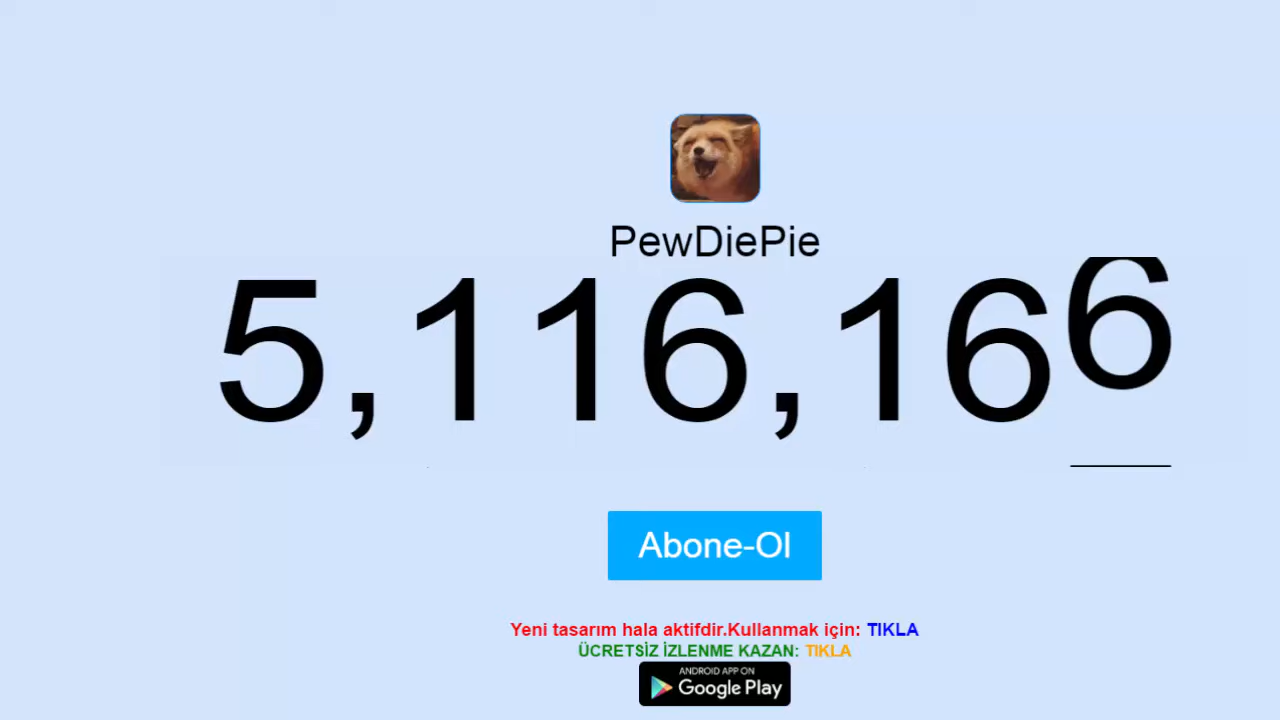 PewDiePie
5,116,166
Abone-Ol
Yeni tasarım hala aktifdir.Kullanmak için: TIKLA
ÜCRETSİZ İZLENME KAZAN: TIKLA
ANDROID APP ON
Google Play